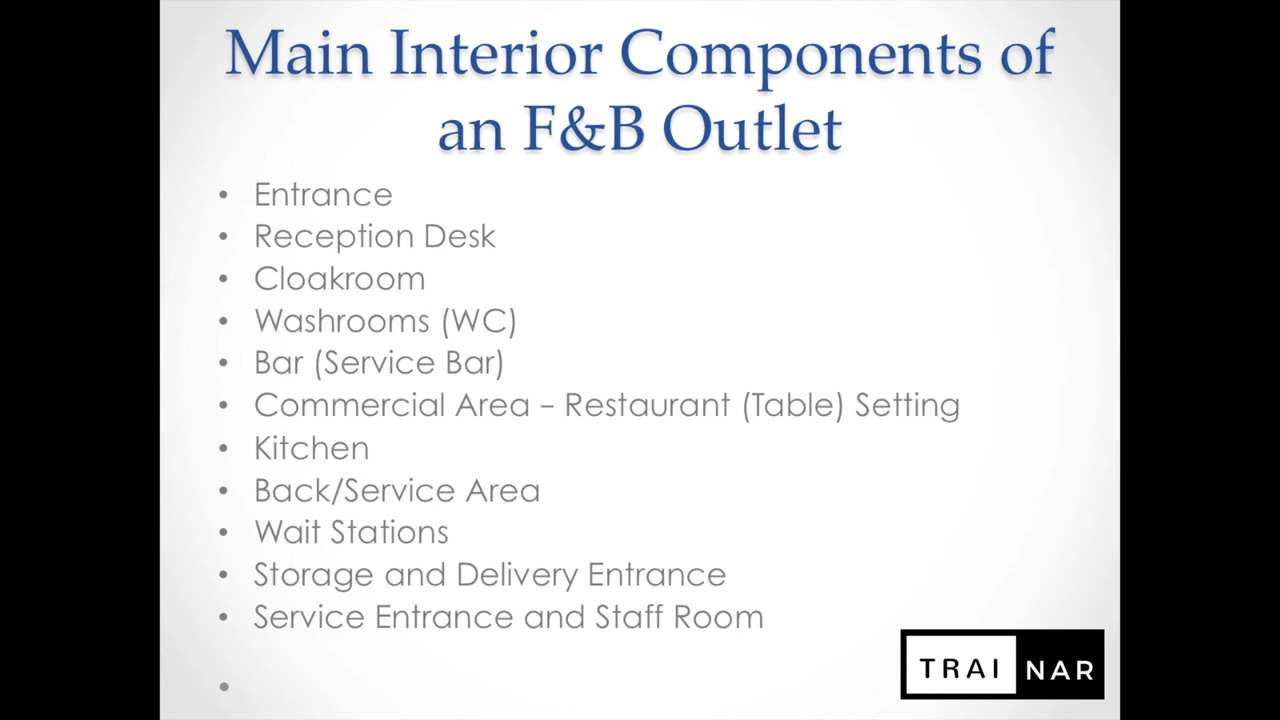 Main Interior Components of
an F&B Outlet
• Entrance
• Reception Desk
• Cloakroom
• Washrooms (WC)
• Bar (Service Bar)
• Commercial Area – Restaurant (Table) Setting
• Kitchen
• Back/Service Area
• Wait Stations
• Storage and Delivery Entrance
• Service Entrance and Staff Room
•
TRAI NAR